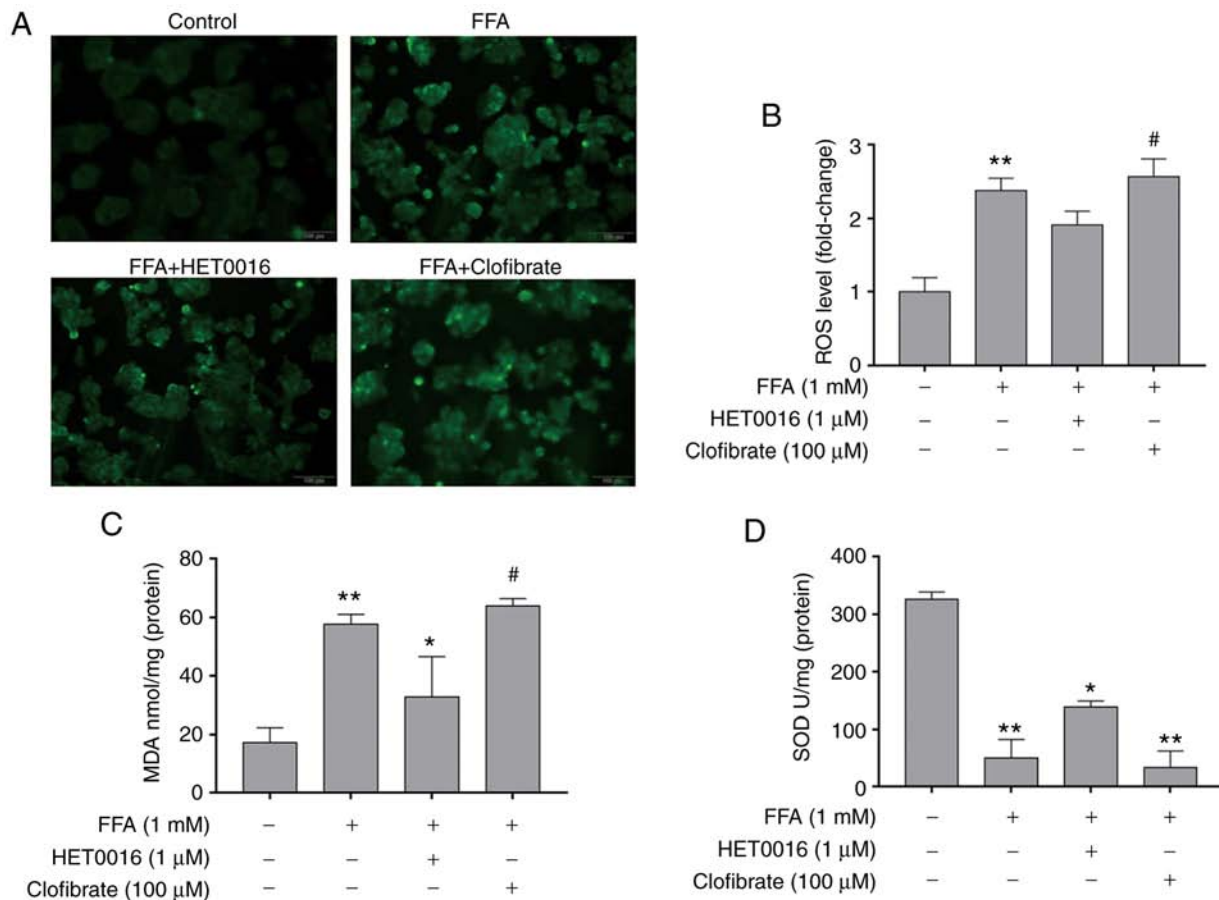 A
Control
FFA
FFA+HET0016
FFA+Clofibrate
B
ROS level (fold-change)
3
2
1
0
**
#
FFA (1 mM) – + + +
HET0016 (1 μM) – – + –
Clofibrate (100 μM) – – – +
C
MDA nmol/mg (protein)
80
60
40
20
0
**
*
#
FFA (1 mM) – + + +
HET0016 (1 μM) – – + –
Clofibrate (100 μM) – – – +
D
SOD U/mg (protein)
400
300
200
100
0
**
*
**
FFA (1 mM) – + + +
HET0016 (1 μM) – – + –
Clofibrate (100 μM) – – – +